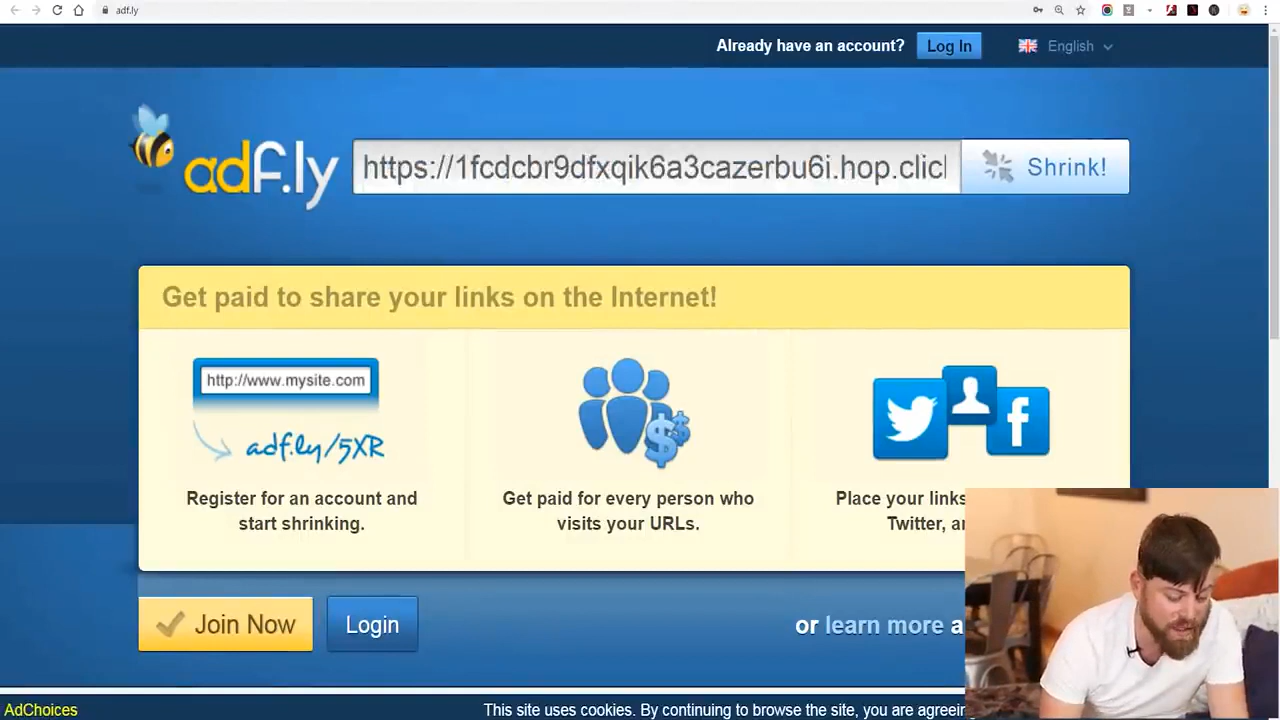 adf.ly
Already have an account? Log In English
adf.ly
https://1fcdcbr9dfxqik6a3cazerbu6i.hop.clic
Shrink!
Get paid to share your links on the Internet!
http://www.mysite.com
adf.ly/5XR
Register for an account and
start shrinking.
Get paid for every person who
visits your URLs.
Place your links
Twitter,
Join Now
Login
or learn more
AdChoices
This site uses cookies. By continuing to browse the site, you are